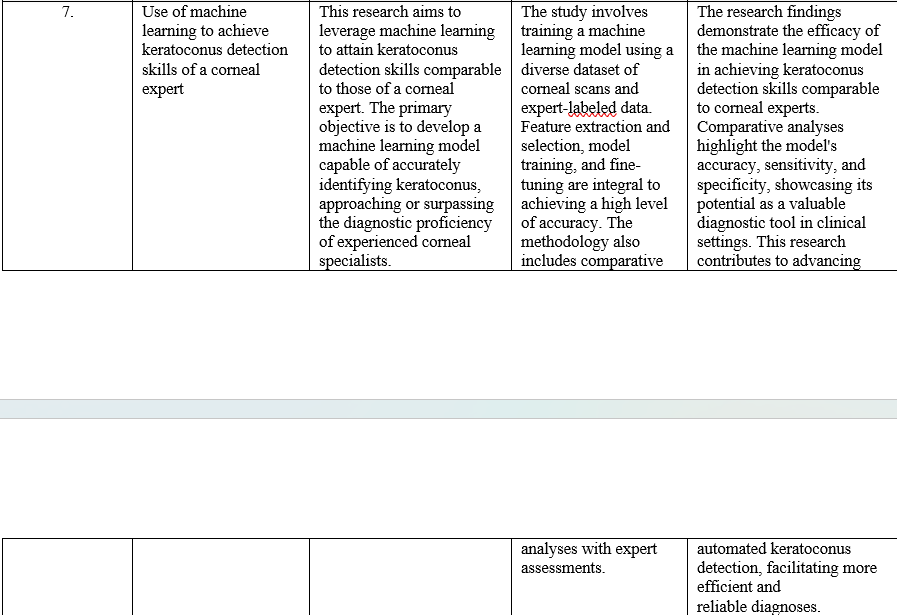 7.
Use of machine
learning to achieve
keratoconus detection
skills of a corneal
expert
This research aims to
leverage machine learning
to attain keratoconus
detection skills comparable
to those of a corneal
expert. The primary
objective is to develop a
machine learning model
capable of accurately
identifying keratoconus,
approaching or surpassing
the diagnostic proficiency
of experienced corneal
specialists.
The study involves
training a machine
learning model using a
diverse dataset of
corneal scans and
expert-labeled data.
Feature extraction and
selection, model
training, and fine-
tuning are integral to
achieving a high level
of accuracy. The
methodology also
includes comparative
analyses with expert
assessments.
The research findings
demonstrate the efficacy of
the machine learning model
in achieving keratoconus
detection skills comparable
to corneal experts.
Comparative analyses
highlight the model's
accuracy, sensitivity, and
specificity, showcasing its
potential as a valuable
diagnostic tool in clinical
settings. This research
contributes to advancing
automated keratoconus
detection, facilitating more
efficient and
reliable diagnoses.